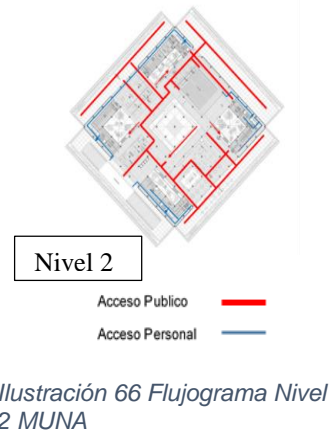 Nivel 2
Acceso Publico
Acceso Personal
Ilustración 66 Flujograma Nivel
2 MUNA